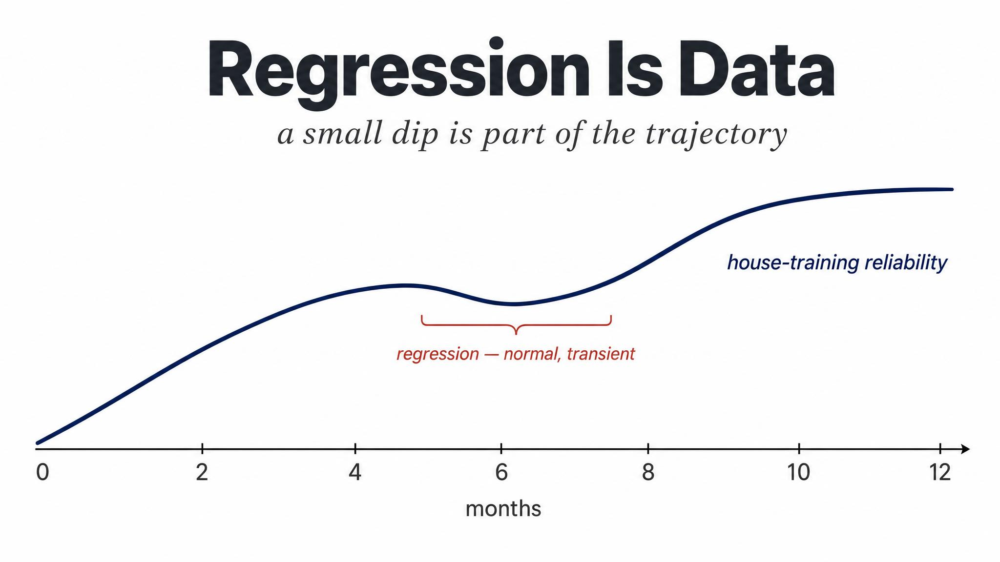 Regression Is Data
a small dip is part of the trajectory
house-training reliability
regression — normal, transient
0 2 4 6 8 10 12
months